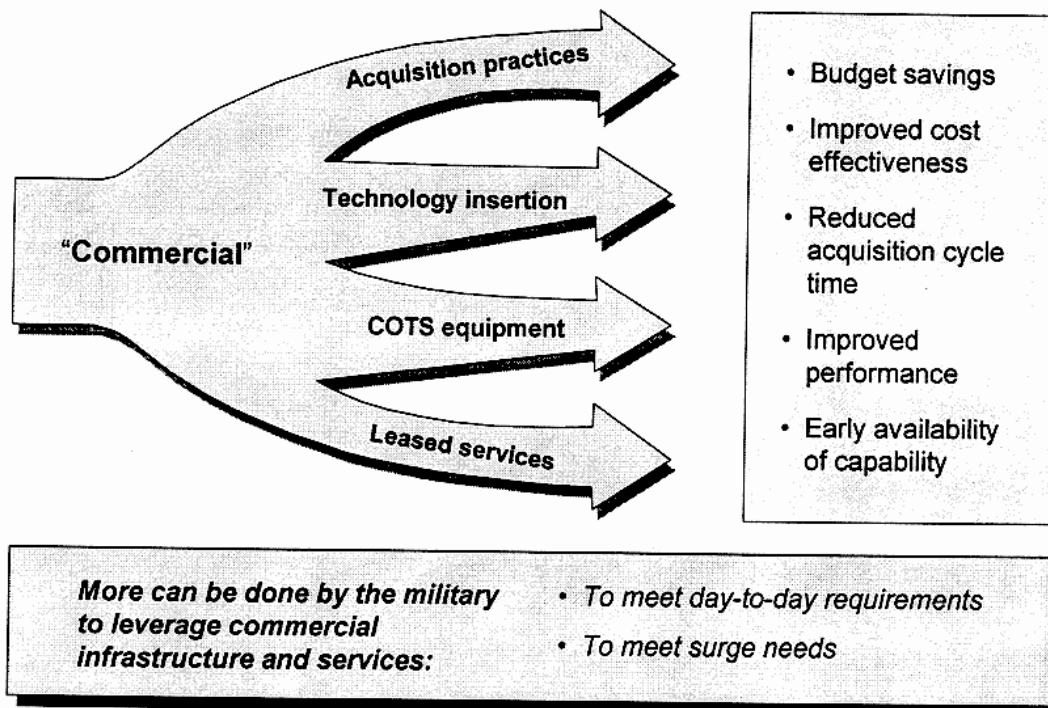 Acquisition practices
Technology insertion
"Commercial"
COTS equipment
Leased services
• Budget savings
• Improved cost
effectiveness
• Reduced
acquisition cycle
time
• Improved
performance
• Early availability
of capability
More can be done by the military
to leverage commercial
infrastructure and services:
• To meet day-to-day requirements
• To meet surge needs